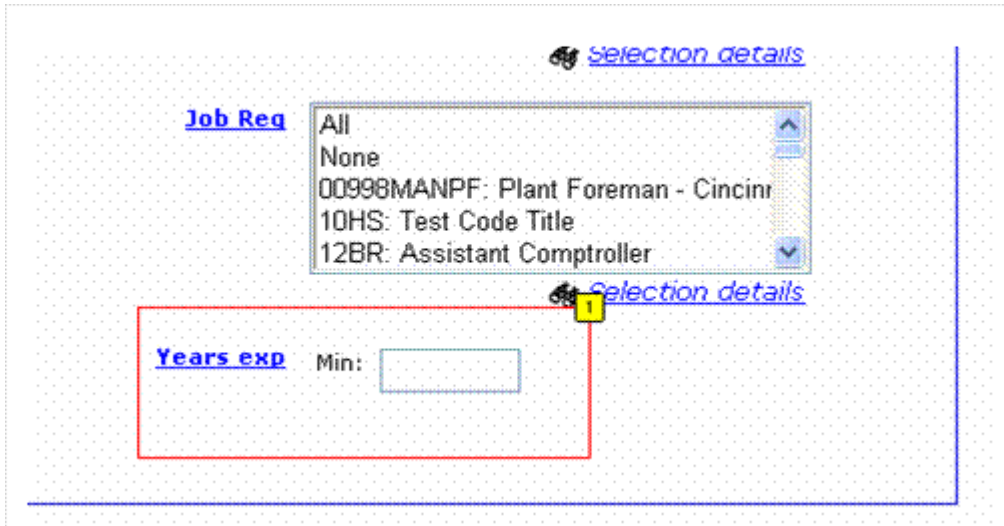 Selection details
Job Req
All
None
00998MANPF: Plant Foreman - Cincinn
10HS: Test Code Title
12BR: Assistant Comptroller
Selection details
1
Years exp Min: